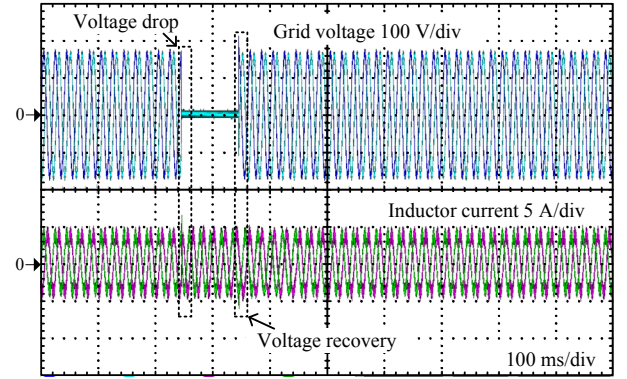 Voltage drop
Grid voltage 100 V/div
0
Inductor current 5 A/div
0
Voltage recovery
100 ms/div